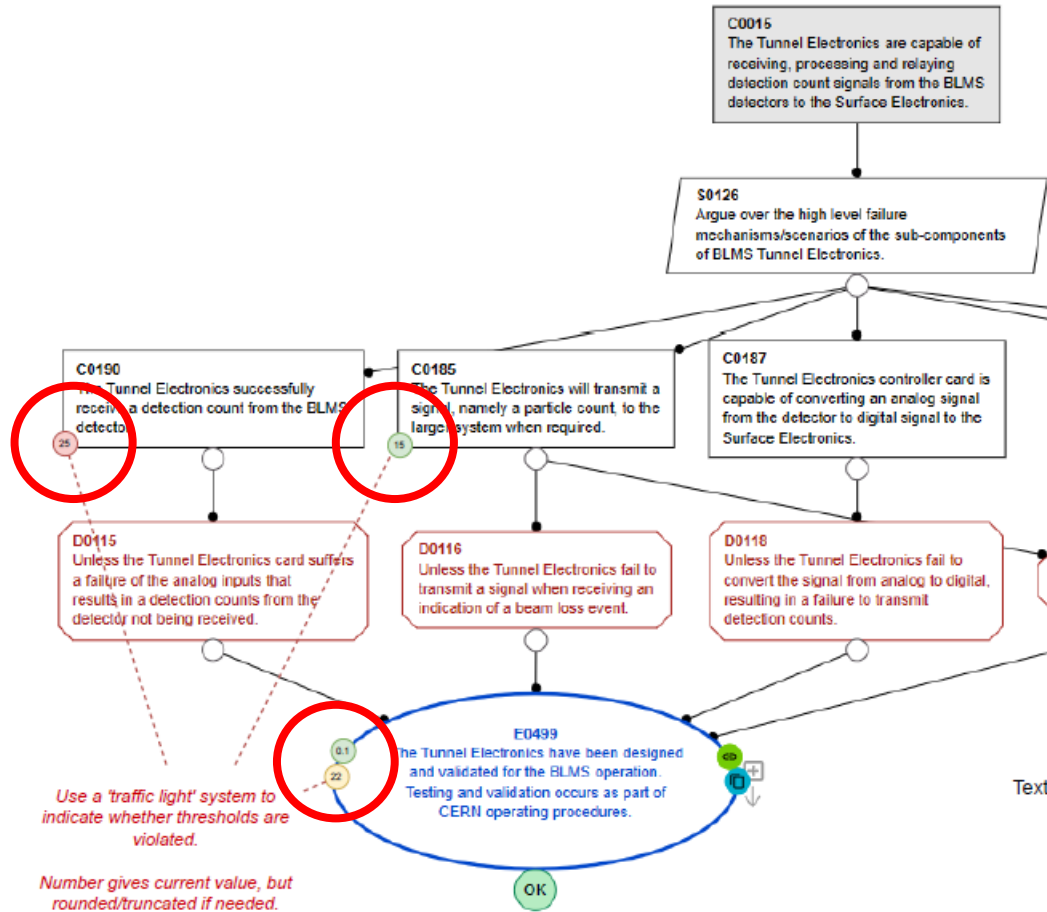 C0015
The Tunnel Electronics are capable of
receiving, processing and relaying
detection count signals from the BLMS
detectors to the Surface Electronics.
S0126
Argue over the high level failure
mechanisms/scenarios of the sub-components
of BLMS Tunnel Electronics.
C0190
The Tunnel Electronics successfully
receive a detection count from the BLMS
detector.
25
C0185
The Tunnel Electronics will transmit a
signal, namely a particle count, to the
larger system when required.
15
C0187
The Tunnel Electronics controller card is
capable of converting an analog signal
from the detector to digital signal to the
Surface Electronics.
D0115
Unless the Tunnel Electronics card suffers
a failure of the analog inputs that
results in a detection counts from the
detector not being received.
D0116
Unless the Tunnel Electronics fail to
transmit a signal when receiving an
indication of a beam loss event.
D0118
Unless the Tunnel Electronics fail to
convert the signal from analog to digital,
resulting in a failure to transmit
detection counts.
E0499
The Tunnel Electronics have been designed
and validated for the BLMS operation.
Testing and validation occurs as part of
CERN operating procedures.
0.1
22
OK
Use a 'traffic light' system to
indicate whether thresholds are
violated.
Number gives current value, but
rounded/truncated if needed.
Text